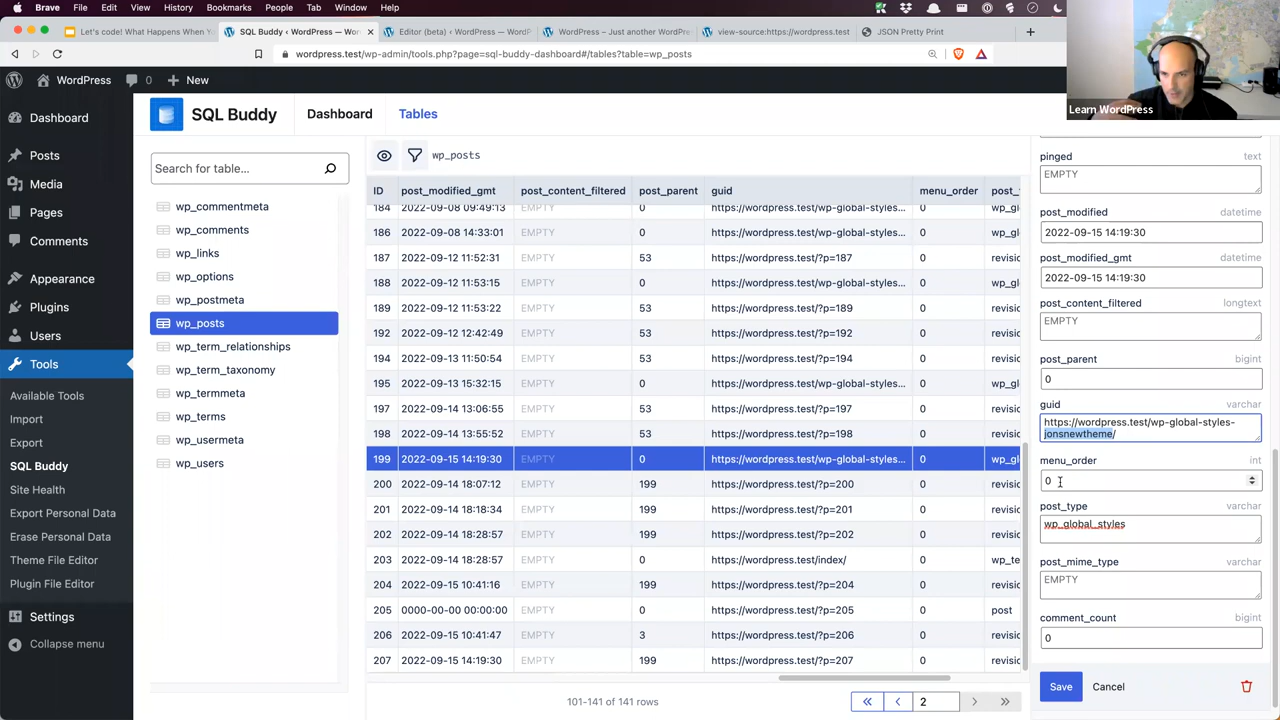 Brave File Edit View History Bookmarks People Tab Window Help
Let's code! What Happens When Y
SQL Buddy ‹ WordPress — Wor
Editor (beta) ‹ WordPress — Wo
WordPress – Just another WordPr
view-source:https://wordpress.test
JSON Pretty Print
wordpress.test/wp-admin/tools.php?page=sql-buddy-dashboard#/tables?table=wp_posts
WordPress 0 New
Learn WordPress
Dashboard
Posts
Media
Pages
Comments
Appearance
Plugins
Users
Tools
Available Tools
Import
Export
SQL Buddy
Site Health
Export Personal Data
Erase Personal Data
Theme File Editor
Plugin File Editor
Settings
Collapse menu
SQL Buddy
Dashboard
Tables
Search for table...
wp_commentmeta
wp_comments
wp_links
wp_options
wp_postmeta
wp_posts
wp_term_relationships
wp_term_taxonomy
wp_termmeta
wp_terms
wp_usermeta
wp_users
wp_posts
ID post_modified_gmt post_content_filtered post_parent guid menu_order post_
184 2022-09-08 09:49:13 EMPTY 0 https://wordpress.test/wp-global-styles... 0 wp_gl
186 2022-09-08 14:33:01 EMPTY 0 https://wordpress.test/wp-global-styles... 0 wp_gl
187 2022-09-12 11:52:31 EMPTY 53 https://wordpress.test/?p=187 0 revisic
188 2022-09-12 11:53:15 EMPTY 0 https://wordpress.test/wp-global-styles... 0 wp_gl
189 2022-09-12 11:53:22 EMPTY 53 https://wordpress.test/?p=189 0 revisic
192 2022-09-12 12:42:49 EMPTY 53 https://wordpress.test/?p=192 0 revisic
194 2022-09-13 11:50:54 EMPTY 53 https://wordpress.test/?p=194 0 revisic
195 2022-09-13 15:32:15 EMPTY 0 https://wordpress.test/wp-global-styles... 0 wp_gl
197 2022-09-14 13:06:55 EMPTY 53 https://wordpress.test/?p=197 0 revisic
198 2022-09-14 13:55:52 EMPTY 53 https://wordpress.test/?p=198 0 revisic
199 2022-09-15 14:19:30 EMPTY 0 https://wordpress.test/wp-global-styles... 0 wp_gl
200 2022-09-14 18:07:12 EMPTY 199 https://wordpress.test/?p=200 0 revisic
201 2022-09-14 18:18:34 EMPTY 199 https://wordpress.test/?p=201 0 revisic
202 2022-09-14 18:28:57 EMPTY 199 https://wordpress.test/?p=202 0 revisic
203 2022-09-14 18:28:57 EMPTY 0 https://wordpress.test/index/ 0 wp_te
204 2022-09-15 10:41:16 EMPTY 199 https://wordpress.test/?p=204 0 revisic
205 0000-00-00 00:00:00 EMPTY 0 https://wordpress.test/?p=205 0 post
206 2022-09-15 10:41:47 EMPTY 3 https://wordpress.test/?p=206 0 revisic
207 2022-09-15 14:19:30 EMPTY 199 https://wordpress.test/?p=207 0 revisic
101-141 of 141 rows
« ‹ 2 › »
pinged text
EMPTY
post_modified datetime
2022-09-15 14:19:30
post_modified_gmt datetime
2022-09-15 14:19:30
post_content_filtered longtext
EMPTY
post_parent bigint
0
guid varchar
https://wordpress.test/wp-global-styles-
jonsnewtheme/
menu_order int
0
post_type varchar
wp_global_styles
post_mime_type varchar
EMPTY
comment_count bigint
0
Save Cancel